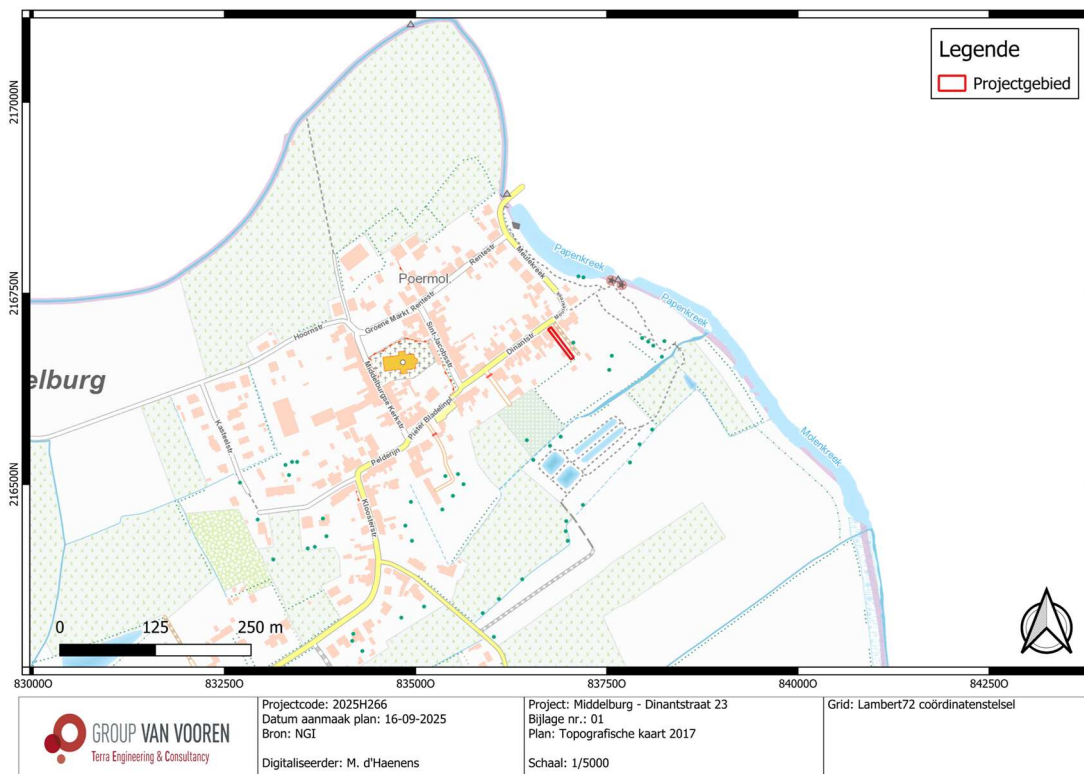 Legende
Projectgebied
217000N
216750N
216500N
Papenkreek
Meulekreek
Rentestr
Poermol
Papenkreek
Groene Markt
Rentestr
Hoornstr
Sint-Jacobsstr
Dinantstr
elburg
Middelburgse Kerkstr
Pieter Bladelinpl
Kasteelstr
Molenkreek
Pelderijn
Kloosterstr
0 125 250 m
830000 832500 835000 837500 840000 842500
GROUP VAN VOOREN
Terra Engineering & Consultancy
Projectcode: 2025H266
Datum aanmaak plan: 16-09-2025
Bron: NGI
Digitaliseerder: M. d'Haenens
Project: Middelburg - Dinantstraat 23
Bijlage nr.: 01
Plan: Topografische kaart 2017
Schaal: 1/5000
Grid: Lambert72 coördinatenstelsel